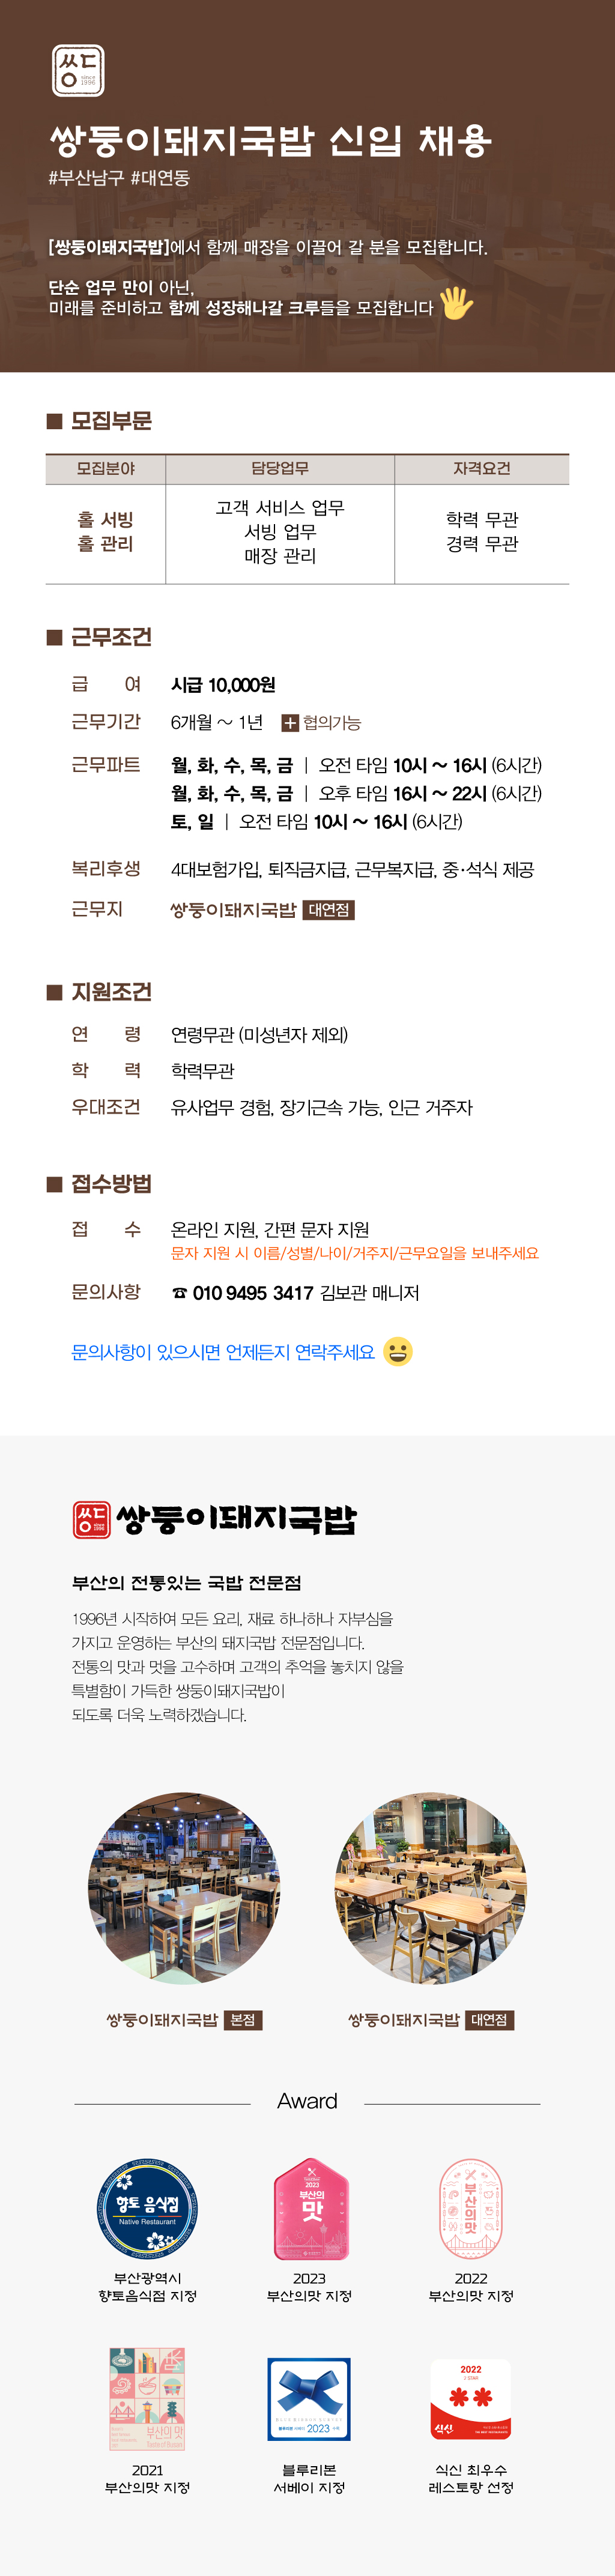 쌍둥
since
1996
쌍둥이돼지국밥 신입 채용
#부산남구 #대연동
[쌍둥이돼지국밥]에서 함께 매장을 이끌어 갈 분을 모집합니다.
단순 업무 만이 아닌,
미래를 준비하고 함께 성장해나갈 크루들을 모집합니다
■ 모집부문
모집분야 담당업무 자격요건
홀 서빙
홀 관리
고객 서비스 업무
서빙 업무
매장 관리
학력 무관
경력 무관
■ 근무조건
급 여 시급 10,000원
근무기간 6개월 ~ 1년 + 협의가능
근무파트 월, 화, 수, 목, 금 | 오전 타임 10시 ~ 16시 (6시간)
월, 화, 수, 목, 금 | 오후 타임 16시 ~ 22시 (6시간)
토, 일 | 오전 타임 10시 ~ 16시 (6시간)
복리후생 4대보험가입, 퇴직금지급, 근무복지급, 중·석식 제공
근무지 쌍둥이돼지국밥 대연점
■ 지원조건
연 령 연령무관 (미성년자 제외)
학 력 학력무관
우대조건 유사업무 경험, 장기근속 가능, 인근 거주자
■ 접수방법
접 수 온라인 지원, 간편 문자 지원
문자 지원 시 이름/성별/나이/거주지/근무요일을 보내주세요
문의사항 ☎ 010 9495 3417 김보관 매니저
문의사항이 있으시면 언제든지 연락주세요
쌍둥이돼지국밥
부산의 전통있는 국밥 전문점
1996년 시작하여 모든 요리, 재료 하나하나 자부심을
가지고 운영하는 부산의 돼지국밥 전문점입니다.
전통의 맛과 멋을 고수하며 고객의 추억을 놓치지 않을
특별함이 가득한 쌍둥이돼지국밥이
되도록 더욱 노력하겠습니다.
쌍둥이돼지국밥 본점
쌍둥이돼지국밥 대연점
Award
향토 음식점
Native Restaurant
부산광역시
향토음식점 지정
2023
부산의
맛
2023
부산의맛 지정
부산의맛
2022
부산의맛 지정
부산의 맛
Taste of Busan
2021
부산의맛 지정
블루리본 서베이 2023
블루리본
서베이 지정
2022
2 STAR
식신
식신 최우수
레스토랑 선정